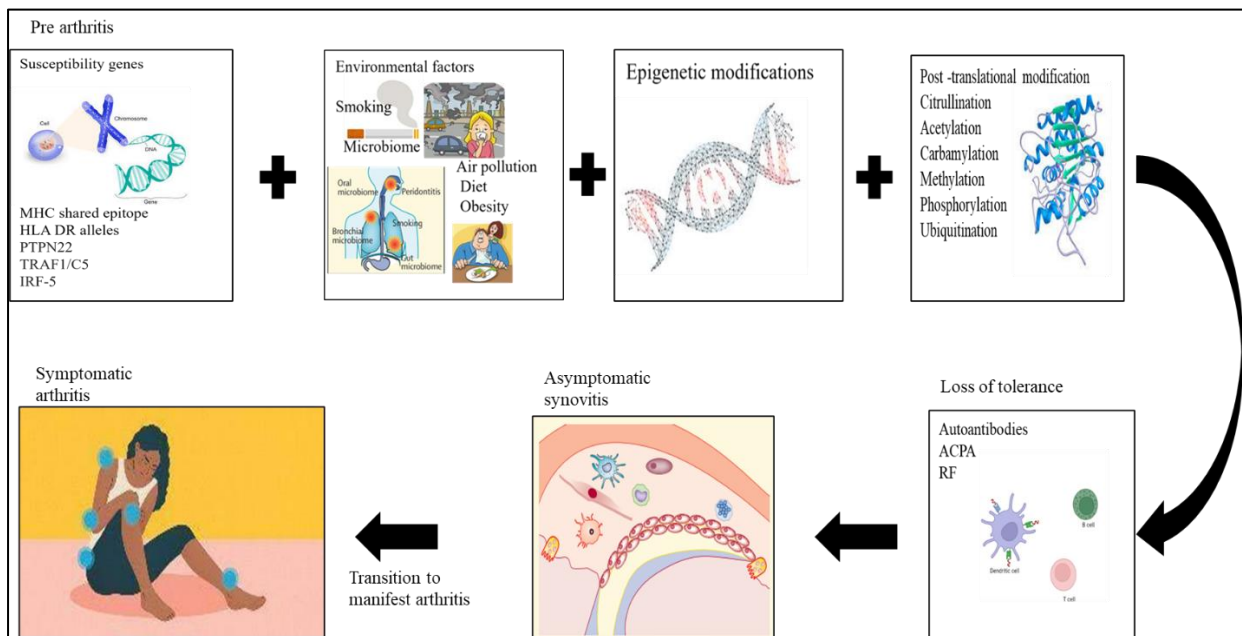 Pre arthritis
Susceptibility genes
Cell
Chromosome
DNA
Gene
MHC shared epitope
HLA DR alleles
PTPN22
TRAF1/C5
IRF-5
Environmental factors
Smoking
Microbiome
Air pollution
Diet
Obesity
Oral
microbiome
Peridontitis
Smoking
Bronchial
microbiome
Gut
microbiome
Epigenetic modifications
Post -translational modification
Citrullination
Acetylation
Carbamylation
Methylation
Phosphorylation
Ubiquitination
Loss of tolerance
Autoantibodies
ACPA
RF
B cell
Dendritic cell
T cell
Asymptomatic
synovitis
Transition to
manifest arthritis
Symptomatic
arthritis